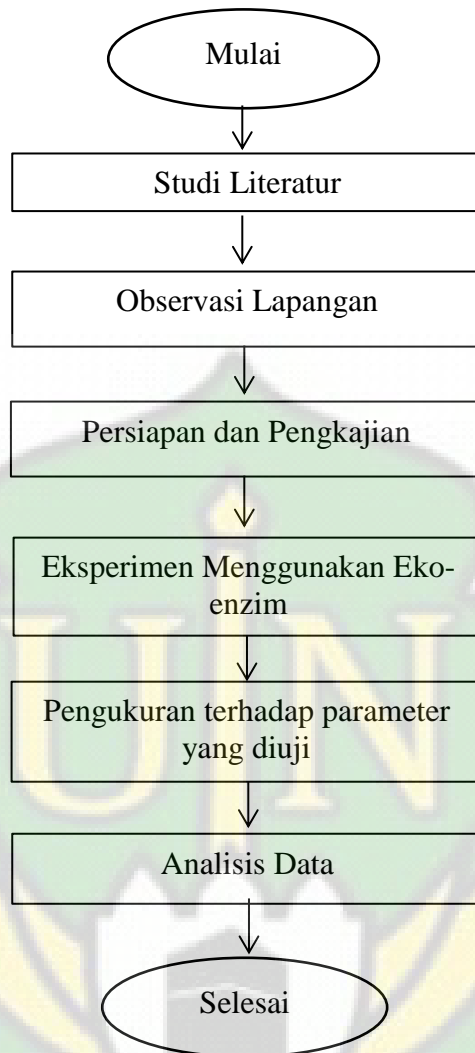 Mulai
Studi Literatur
Observasi Lapangan
Persiapan dan Pengkajian
Eksperimen Menggunakan Eko-
enzim
UIN
Pengukuran terhadap parameter
yang diuji
Analisis Data
Selesai